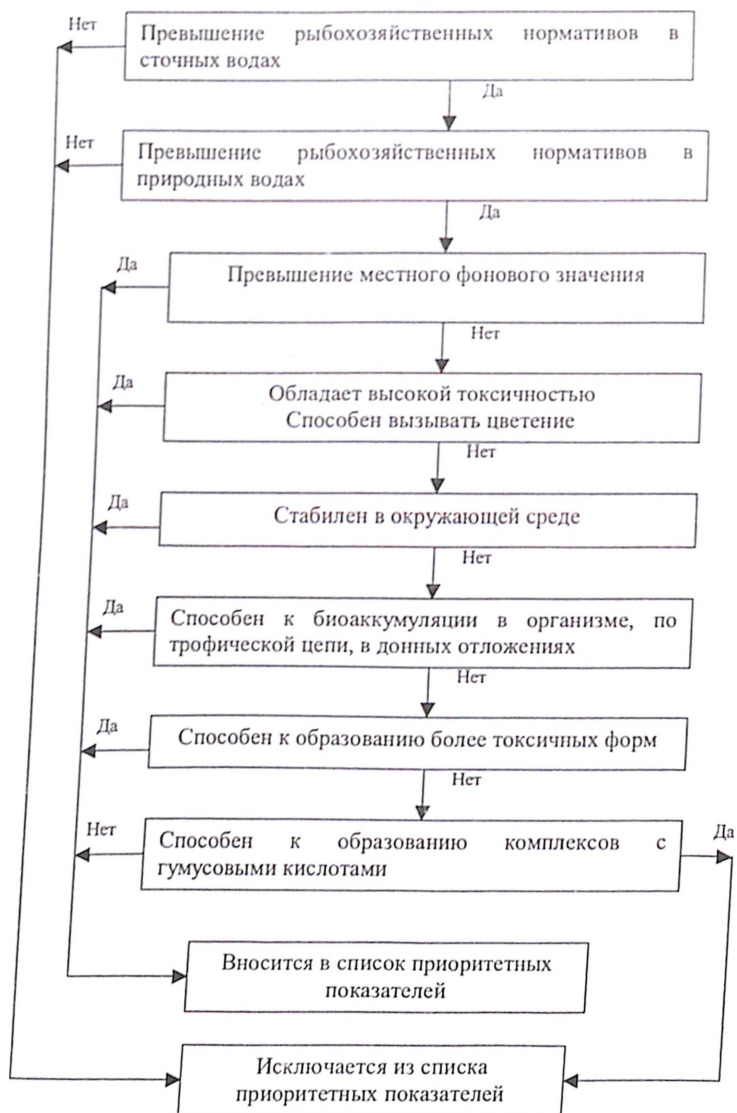 Нет
Превышение рыбохозяйственных нормативов в
сточных водах
Да
Нет
Превышение рыбохозяйственных нормативов в
природных водах
Да
Да
Превышение местного фонового значения
Нет
Да
Обладает высокой токсичностью
Способен вызывать цветение
Нет
Да
Стабилен в окружающей среде
Нет
Да
Способен к биоаккумуляции в организме, по
трофической цепи, в донных отложениях
Нет
Да
Способен к образованию более токсичных форм
Нет
Нет
Способен к образованию комплексов с
гумусовыми кислотами
Да
Вносится в список приоритетных
показателей
Исключается из списка
приоритетных показателей